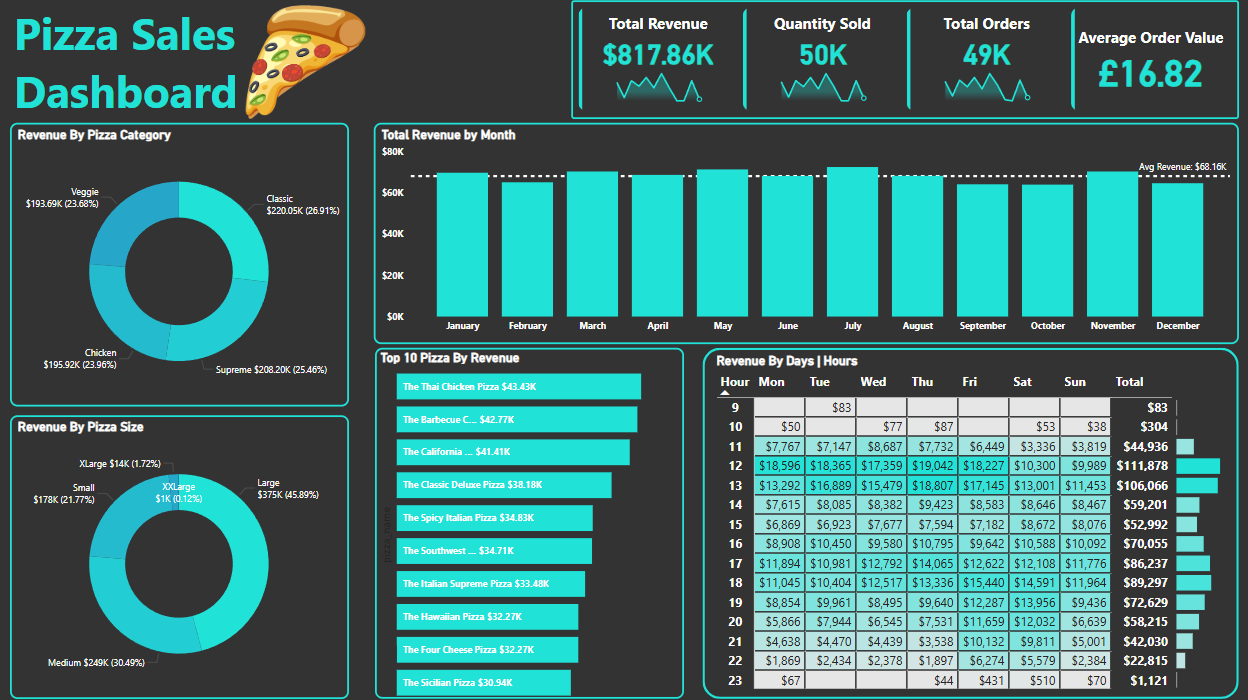 Pizza Sales
Dashboard
Total Revenue
$817.86K
Quantity Sold
50K
Total Orders
49K
Average Order Value
£16.82
Revenue By Pizza Category
Veggie
$193.69K (23.68%)
Classic
$220.05K (26.91%)
Chicken
$195.92K (23.96%)
Supreme $208.20K (25.46%)
Total Revenue by Month
$80K
$60K
$40K
$20K
$0K
Avg Revenue: $68.16K
January February March April May June July August September October November December
Revenue By Pizza Size
XLarge $14K (1.72%)
Small
$178K (21.77%)
XXLarge
$1K (0.12%)
Large
$375K (45.89%)
Medium $249K (30.49%)
Top 10 Pizza By Revenue
pizza_name
The Thai Chicken Pizza $43.43K
The Barbecue C... $42.77K
The California ... $41.41K
The Classic Deluxe Pizza $38.18K
The Spicy Italian Pizza $34.83K
The Southwest ... $34.71K
The Italian Supreme Pizza $33.48K
The Hawaiian Pizza $32.27K
The Four Cheese Pizza $32.27K
The Sicilian Pizza $30.94K
Revenue By Days | Hours
Hour Mon Tue Wed Thu Fri Sat Sun Total
9 $83 $83
10 $50 $77 $87 $53 $38 $304
11 $7,767 $7,147 $8,687 $7,732 $6,449 $3,336 $3,819 $44,936
12 $18,596 $18,365 $17,359 $19,042 $18,227 $10,300 $9,989 $111,878
13 $13,292 $16,889 $15,479 $18,807 $17,145 $13,001 $11,453 $106,066
14 $7,615 $8,085 $8,382 $9,423 $8,583 $8,646 $8,467 $59,201
15 $6,869 $6,923 $7,677 $7,594 $7,182 $8,672 $8,076 $52,992
16 $8,908 $10,450 $9,580 $10,795 $9,642 $10,588 $10,092 $70,055
17 $11,894 $10,981 $12,792 $14,065 $12,622 $12,108 $11,776 $86,237
18 $11,045 $10,404 $12,517 $13,336 $15,440 $14,591 $11,964 $89,297
19 $8,854 $9,961 $8,495 $9,640 $12,287 $13,956 $9,436 $72,629
20 $5,866 $7,944 $6,545 $7,531 $11,659 $12,032 $6,639 $58,215
21 $4,638 $4,470 $4,439 $3,538 $10,132 $9,811 $5,001 $42,030
22 $1,869 $2,434 $2,378 $1,897 $6,274 $5,579 $2,384 $22,815
23 $67 $44 $431 $510 $70 $1,121